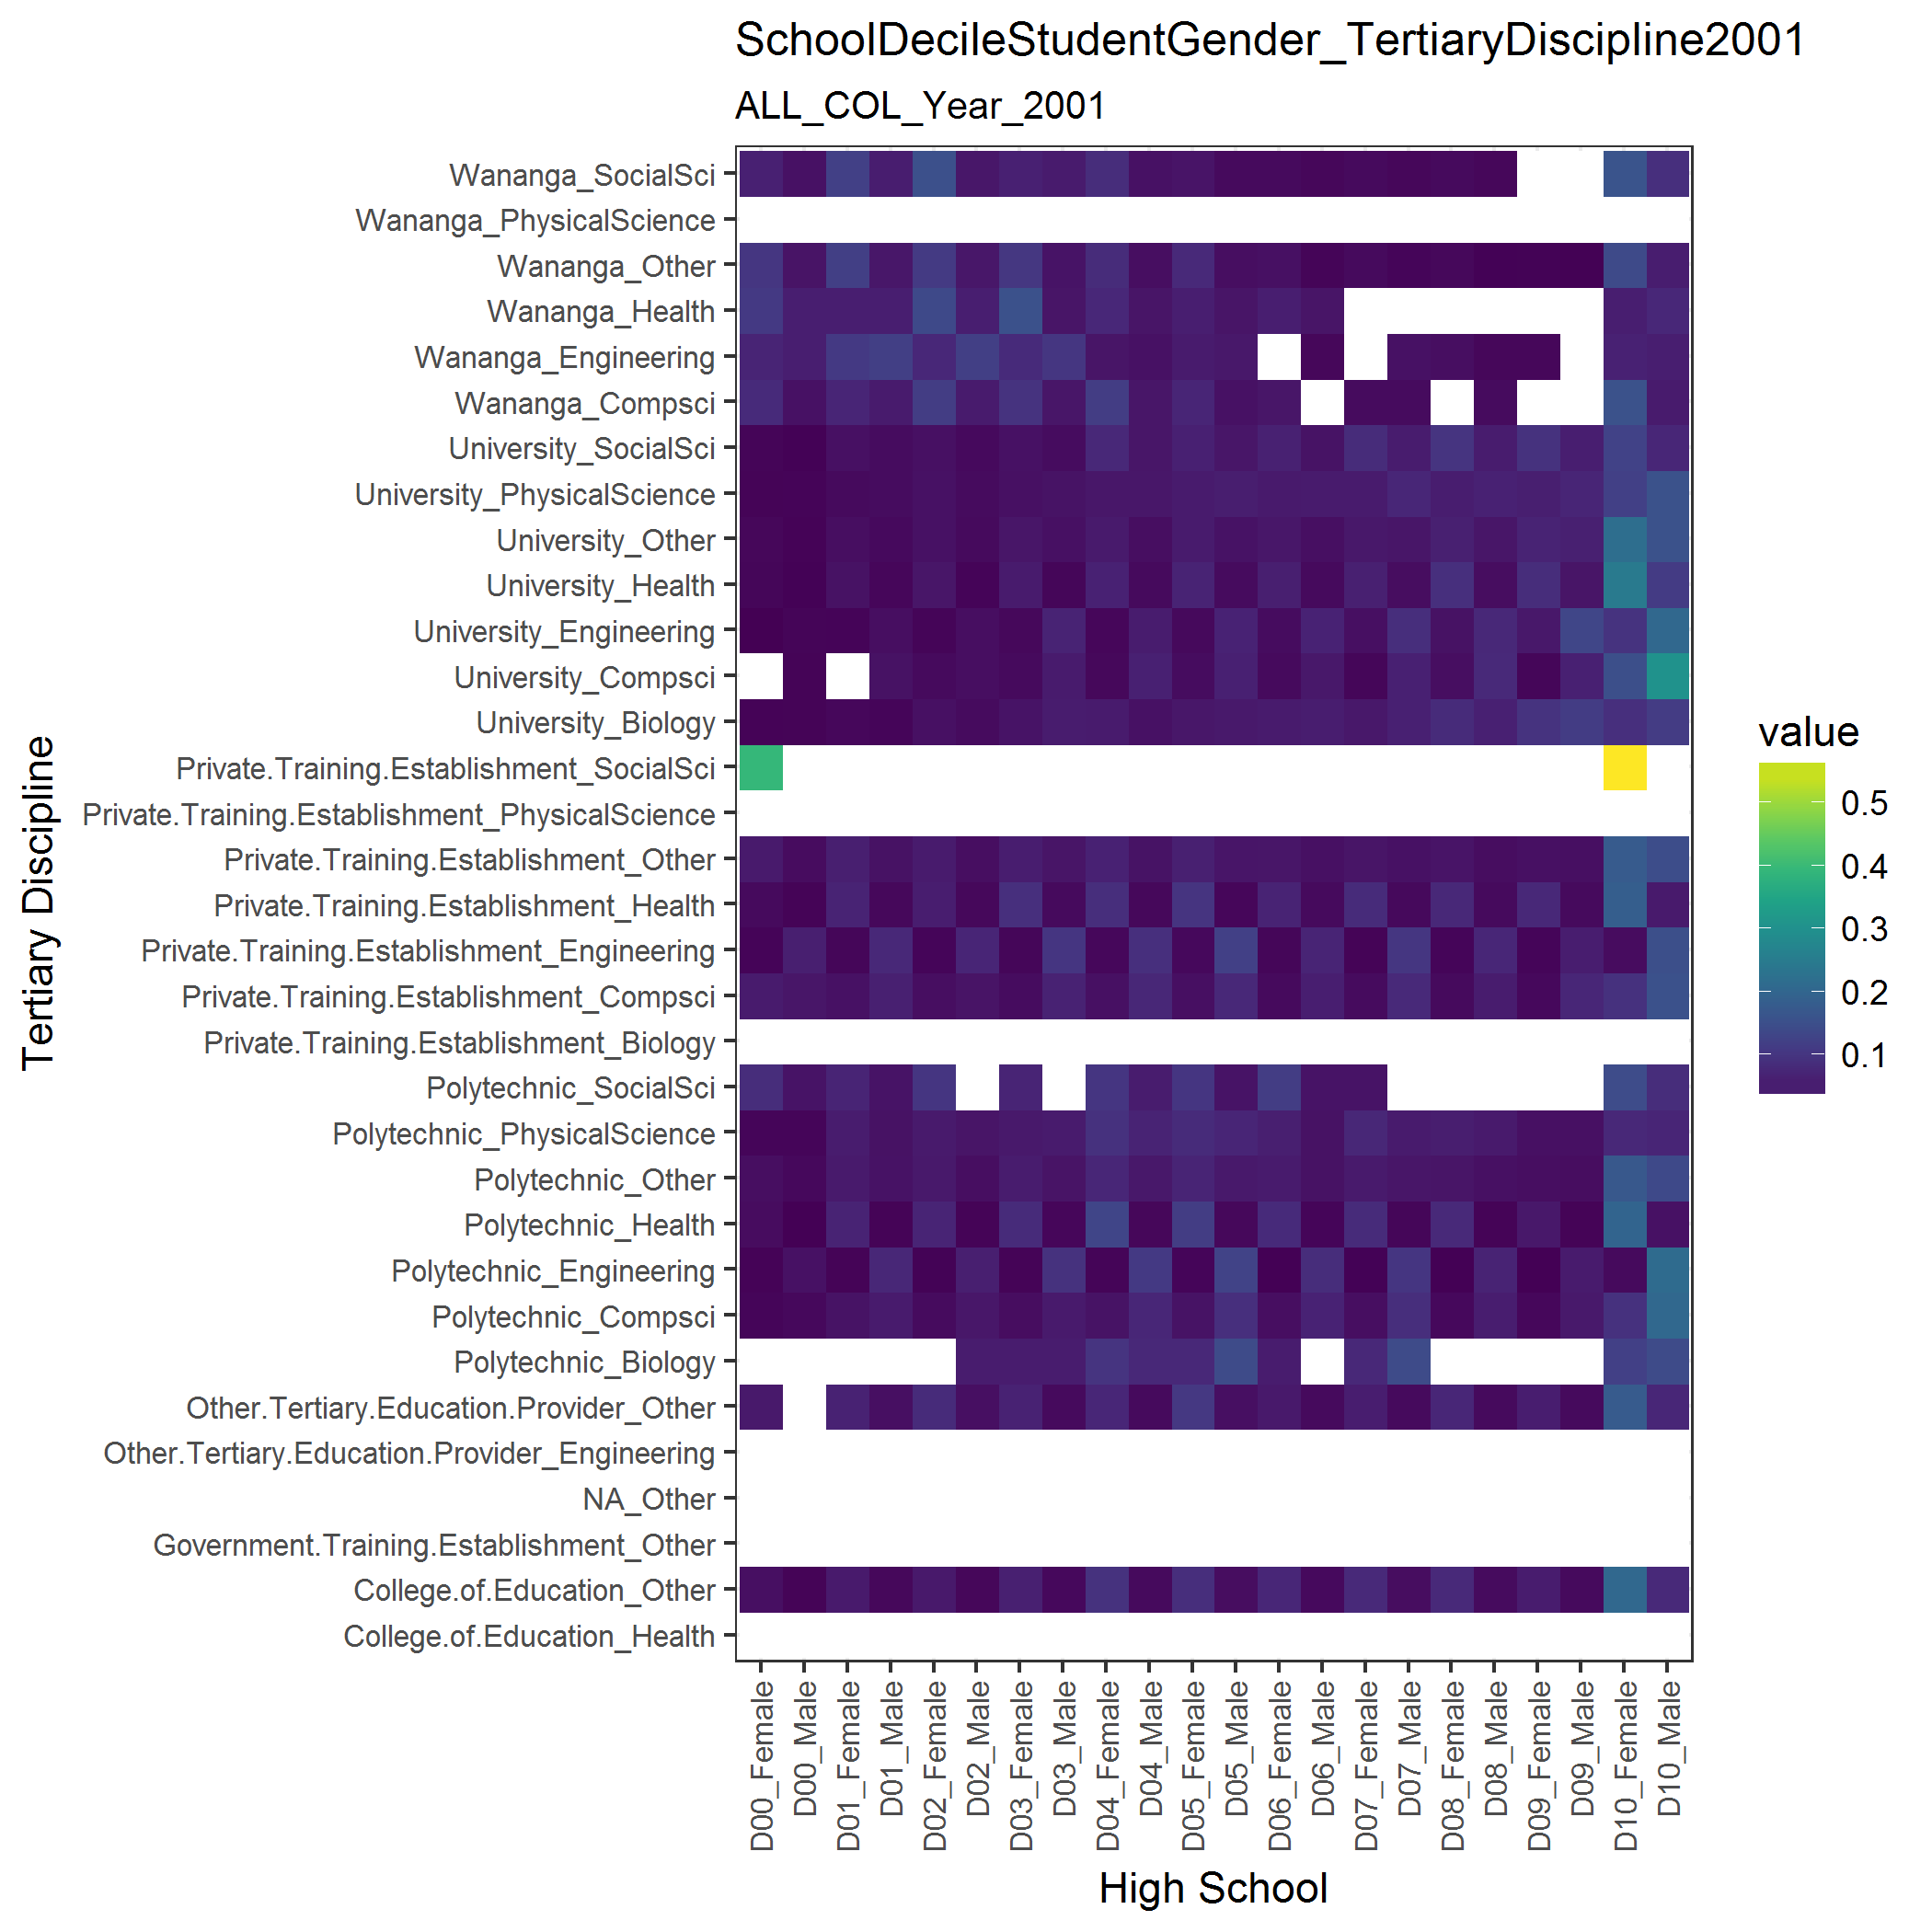 SchoolDecileStudentGender_TertiaryDiscipline2001
ALL_COL_Year_2001
Wananga_SocialSci
Wananga_PhysicalScience
Wananga_Other
Wananga_Health
Wananga_Engineering
Wananga_Compsci
University_SocialSci
University_PhysicalScience
University_Other
University_Health
University_Engineering
University_Compsci
University_Biology
Private.Training.Establishment_SocialSci
Private.Training.Establishment_PhysicalScience
Private.Training.Establishment_Other
Private.Training.Establishment_Health
Private.Training.Establishment_Engineering
Private.Training.Establishment_Compsci
Private.Training.Establishment_Biology
Polytechnic_SocialSci
Polytechnic_PhysicalScience
Polytechnic_Other
Polytechnic_Health
Polytechnic_Engineering
Polytechnic_Compsci
Polytechnic_Biology
Other.Tertiary.Education.Provider_Other
Other.Tertiary.Education.Provider_Engineering
NA_Other
Government.Training.Establishment_Other
College.of.Education_Other
College.of.Education_Health
Tertiary Discipline
D00_Female
D00_Male
D01_Female
D01_Male
D02_Female
D02_Male
D03_Female
D03_Male
D04_Female
D04_Male
D05_Female
D05_Male
D06_Female
D06_Male
D07_Female
D07_Male
D08_Female
D08_Male
D09_Female
D09_Male
D10_Female
D10_Male
High School
value
0.5
0.4
0.3
0.2
0.1